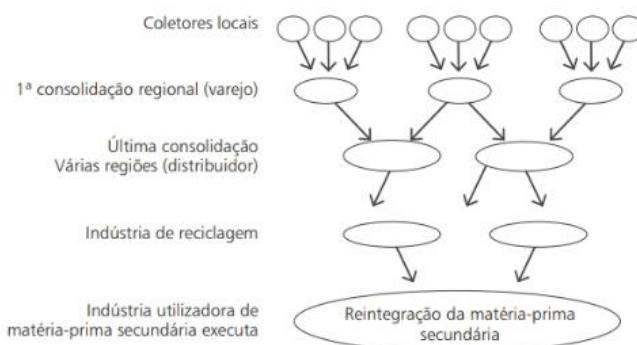 Coletores locais
1ª consolidação regional (varejo)
Última consolidação
Várias regiões (distribuidor)
Indústria de reciclagem
Indústria utilizadora de
matéria-prima secundária executa
Reintegração da matéria-prima
secundária